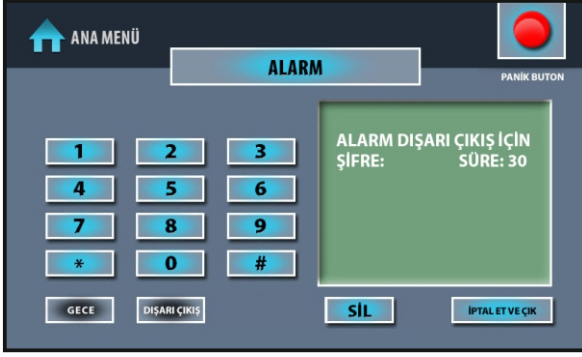 ANA MENÜ
ALARM
PANİK BUTON
1 2 3
4 5 6
7 8 9
* 0 #
ALARM DIŞARI ÇIKIŞ İÇİN
ŞİFRE: SÜRE: 30
GECE DIŞARI ÇIKIŞ SİL İPTAL ET VE ÇIK